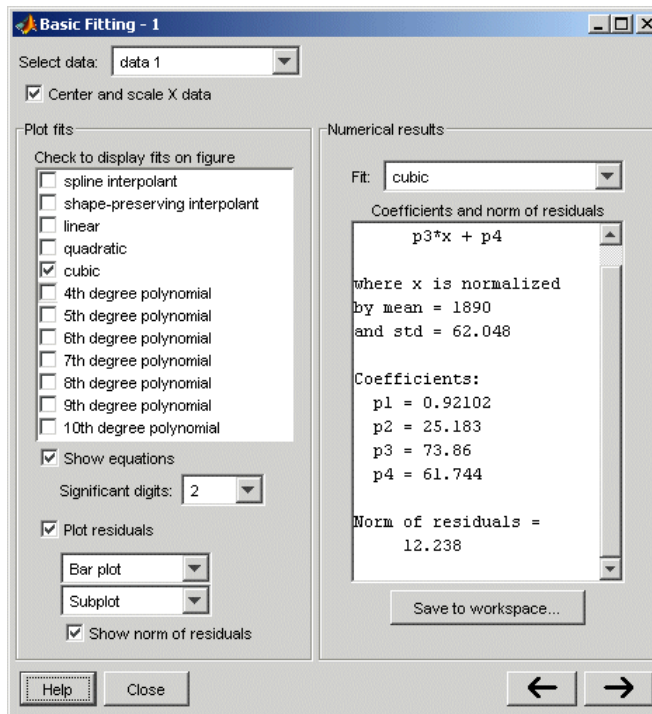 Basic Fitting - 1
Select data: data 1
Center and scale X data
Plot fits
Check to display fits on figure
spline interpolant
shape-preserving interpolant
linear
quadratic
cubic
4th degree polynomial
5th degree polynomial
6th degree polynomial
7th degree polynomial
8th degree polynomial
9th degree polynomial
10th degree polynomial
Show equations
Significant digits: 2
Plot residuals
Bar plot
Subplot
Show norm of residuals
Numerical results
Fit: cubic
Coefficients and norm of residuals
p3*x + p4
where x is normalized
by mean = 1890
and std = 62.048
Coefficients:
p1 = 0.92102
p2 = 25.183
p3 = 73.86
p4 = 61.744
Norm of residuals =
12.238
Save to workspace...
Help
Close